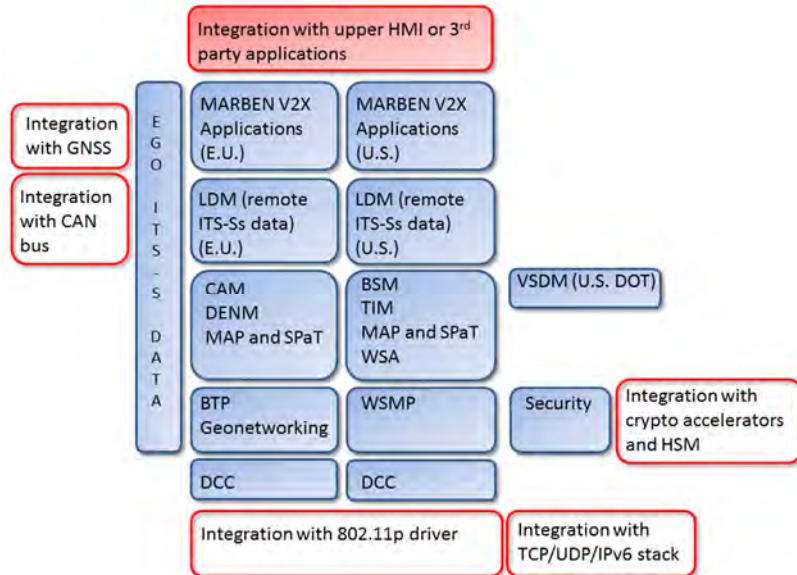 Integration with upper HMI or 3rd
party applications
E
G
O
I
T
S
-
S
D
A
T
A
Integration
with GNSS
Integration
with CAN
bus
MARBEN V2X
Applications
(E.U.)
MARBEN V2X
Applications
(U.S.)
LDM (remote
ITS-Ss data)
(E.U.)
LDM (remote
ITS-Ss data)
(U.S.)
CAM
DENM
MAP and SPaT
BSM
TIM
MAP and SPaT
WSA
VSDM (U.S. DOT)
BTP
Geonetworking
WSMP
Security
Integration with
crypto accelerators
and HSM
DCC
DCC
Integration with 802.11p driver
Integration with
TCP/UDP/IPv6 stack